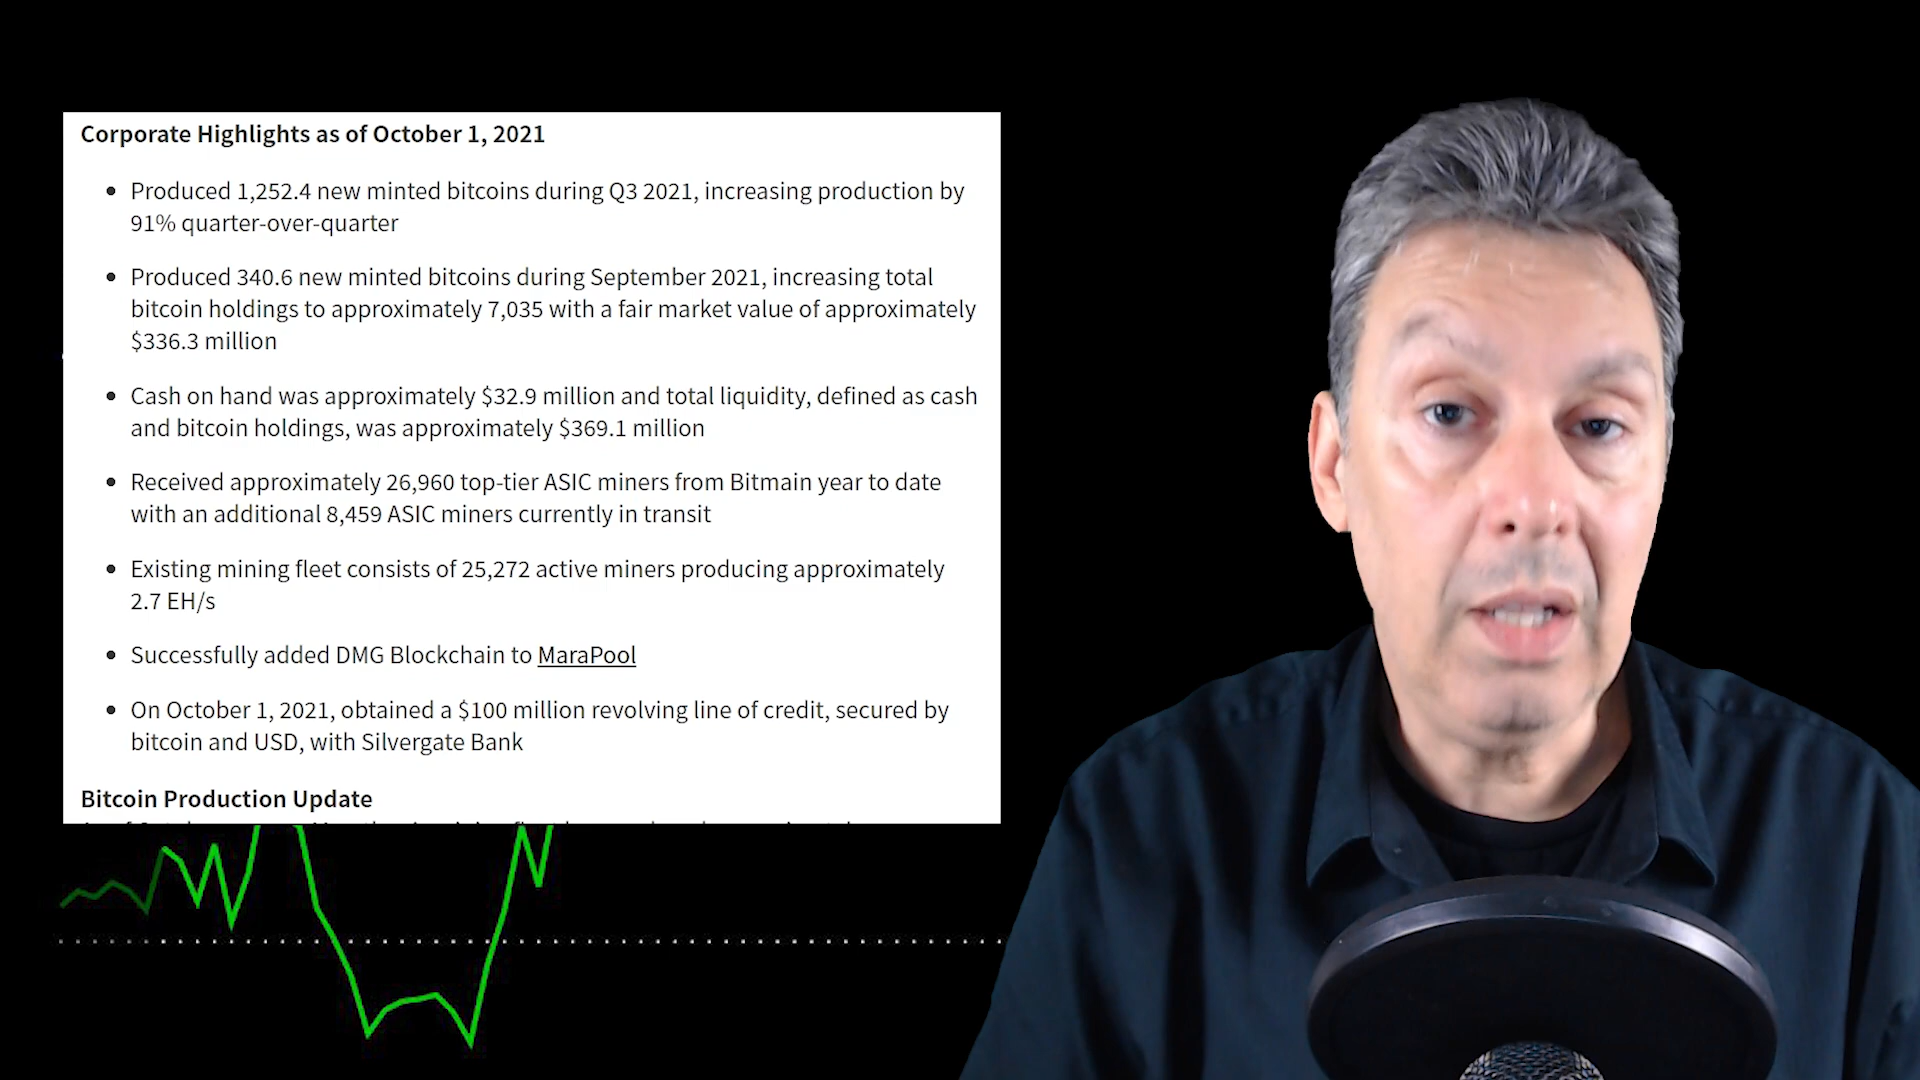 Corporate Highlights as of October 1, 2021
• Produced 1,252.4 new minted bitcoins during Q3 2021, increasing production by
91% quarter-over-quarter
• Produced 340.6 new minted bitcoins during September 2021, increasing total
bitcoin holdings to approximately 7,035 with a fair market value of approximately
$336.3 million
• Cash on hand was approximately $32.9 million and total liquidity, defined as cash
and bitcoin holdings, was approximately $369.1 million
• Received approximately 26,960 top-tier ASIC miners from Bitmain year to date
with an additional 8,459 ASIC miners currently in transit
• Existing mining fleet consists of 25,272 active miners producing approximately
2.7 EH/s
• Successfully added DMG Blockchain to MaraPool
• On October 1, 2021, obtained a $100 million revolving line of credit, secured by
bitcoin and USD, with Silvergate Bank
Bitcoin Production Update